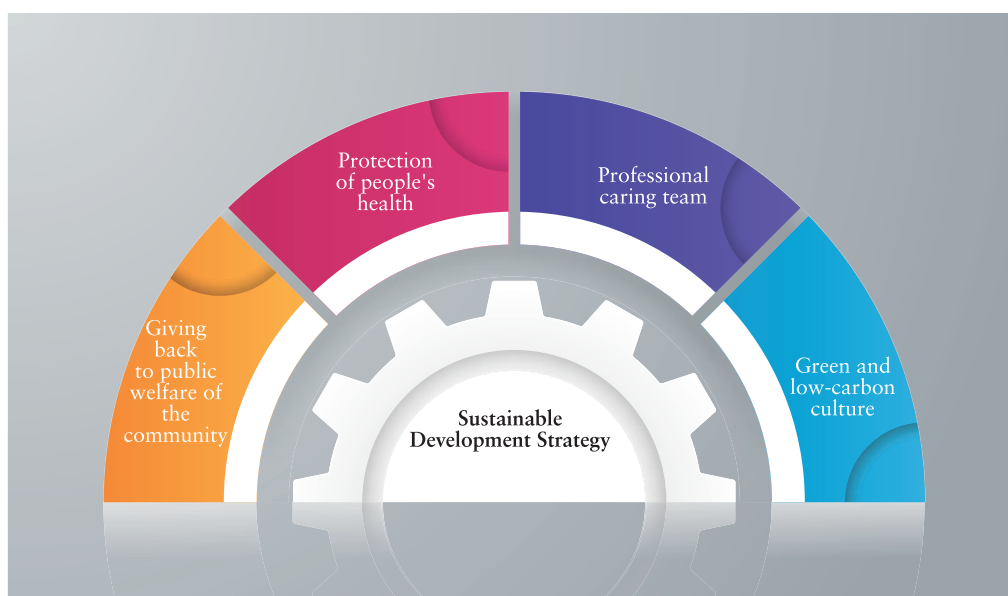 Protection
of people's
health
Professional
caring team
Giving
back
to public
welfare of
the
community
Green and
low-carbon
culture
Sustainable
Development Strategy